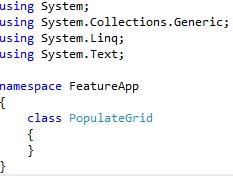 using System;
using System.Collections.Generic;
using System.Linq;
using System.Text;
namespace FeatureApp
{
    class PopulateGrid
    {
    }
}